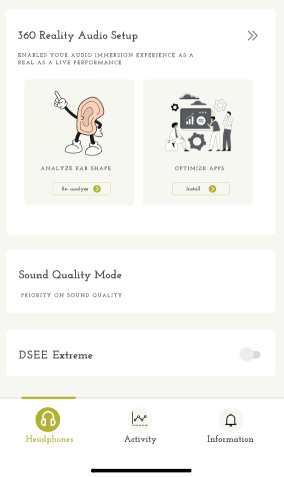 360 Reality Audio Setup
ENABLES YOUR AUDIO IMMERSION EXPERIENCE AS A
REAL AS A LIVE PERFORMANCE
ANALYZE EAR SHAPE
OPTIMIZE APPS
Re-analyze
Install
Sound Quality Mode
PRIORITY ON SOUND QUALITY
DSEE Extreme
Headphones
Activity
Information